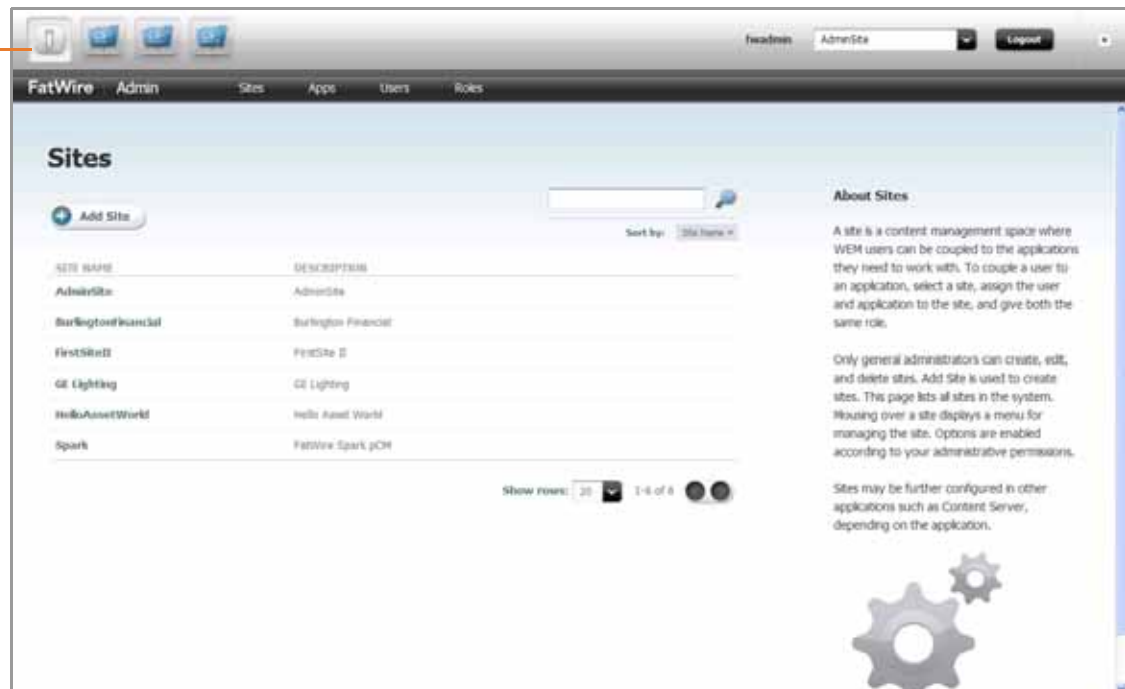 fwadmin AdminSite Logout
FatWire Admin Sites Apps Users Roles
Sites
Add Site
Sort by: Site Name
SITE NAME DESCRIPTION
AdminSite AdminSite
BurlingtonFinancial Burlington Financial
FirstSiteII FirstSite II
GE Lighting GE Lighting
HelloAssetWorld Hello Asset World
Spark FatWire Spark pCM
Show rows: 20 1-6 of 6
About Sites
A site is a content management space where
WEM users can be coupled to the applications
they need to work with. To couple a user to
an application, select a site, assign the user
and application to the site, and give both the
same role.
Only general administrators can create, edit,
and delete sites. Add Site is used to create
sites. This page lists all sites in the system.
Mousing over a site displays a menu for
managing the site. Options are enabled
according to your administrative permissions.
Sites may be further configured in other
applications such as Content Server,
depending on the application.